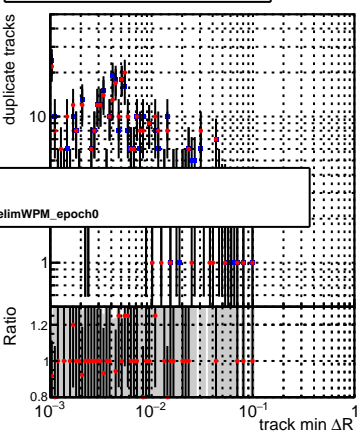 duplicate tracks
10
elimWPM_epoch0
1
Ratio
1.2
1
0.8
10⁻³ 10⁻² 10⁻¹ 1
track min ΔR